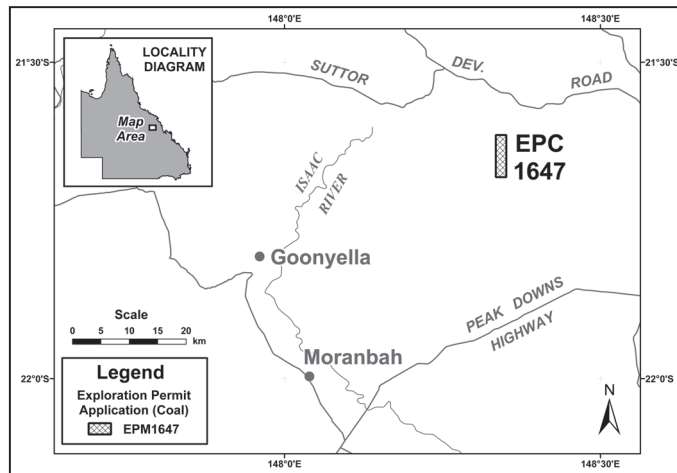 148°0'E
148°30'E
21°30'S
21°30'S
LOCALITY
DIAGRAM
Map
Area
SUTTOR
DEV.
ROAD
EPC
1647
ISAAC
RIVER
Goonyella
Scale
0 5 10 15 20
km
PEAK DOWNS
HIGHWAY
Moranbah
Legend
Exploration Permit
Application (Coal)
EPM1647
22°0'S
22°0'S
N
148°0'E
148°30'E